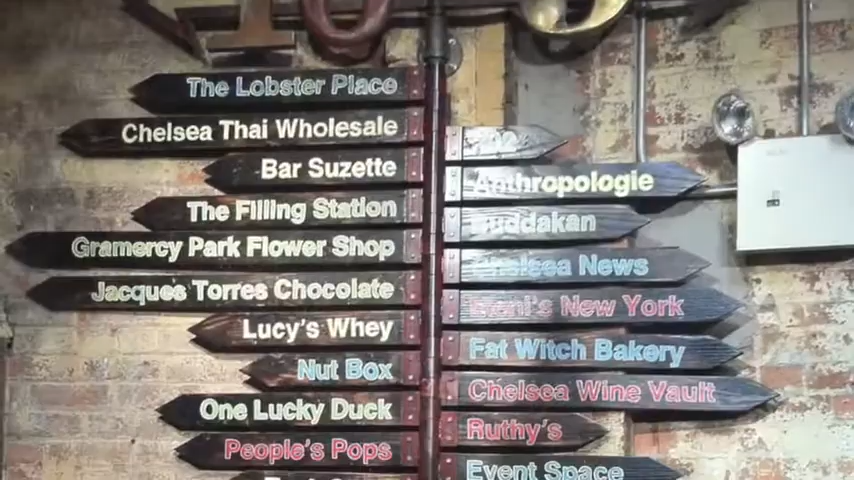 The Lobster Place
Chelsea Thai Wholesale
Bar Suzette
The Filling Station
Gramercy Park Flower Shop
Jacques Torres Chocolate
Lucy's Whey
Nut Box
One Lucky Duck
People's Pops
Anthropologie
Buddakan
Chelsea News
New York
Fat Witch Bakery
Chelsea Wine Vault
Ruthy's
Event Space